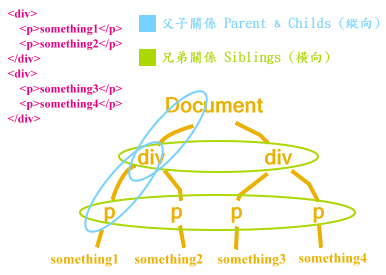 <div>
<p>something1</p>
<p>something2</p>
</div>
<div>
<p>something3</p>
<p>something4</p>
</div>
父子關係 Parent & Childs (縱向)
兄弟關係 Siblings (橫向)
Document
div div
p p p p
something1 something2 something3 something4